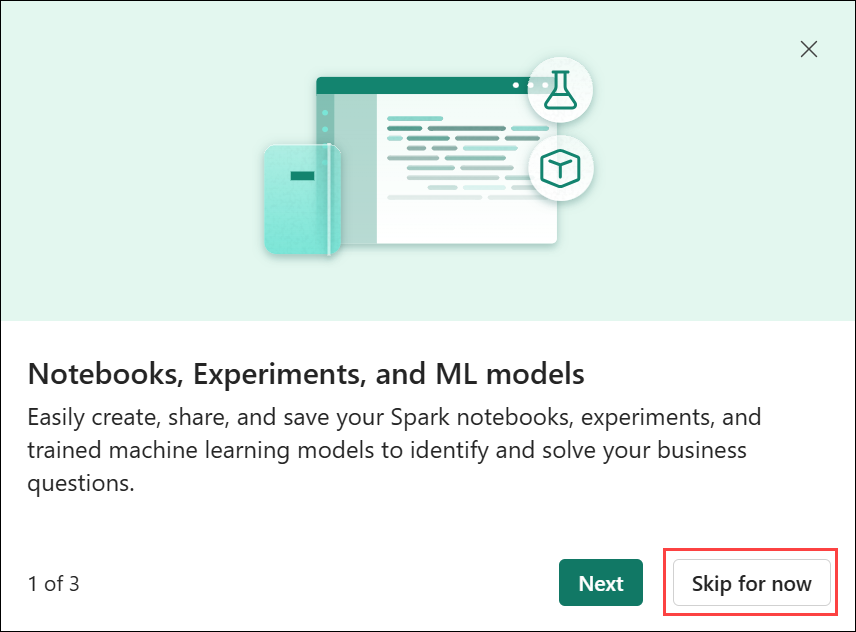 Notebooks, Experiments, and ML models
Easily create, share, and save your Spark notebooks, experiments, and
trained machine learning models to identify and solve your business
questions.
1 of 3
Next
Skip for now